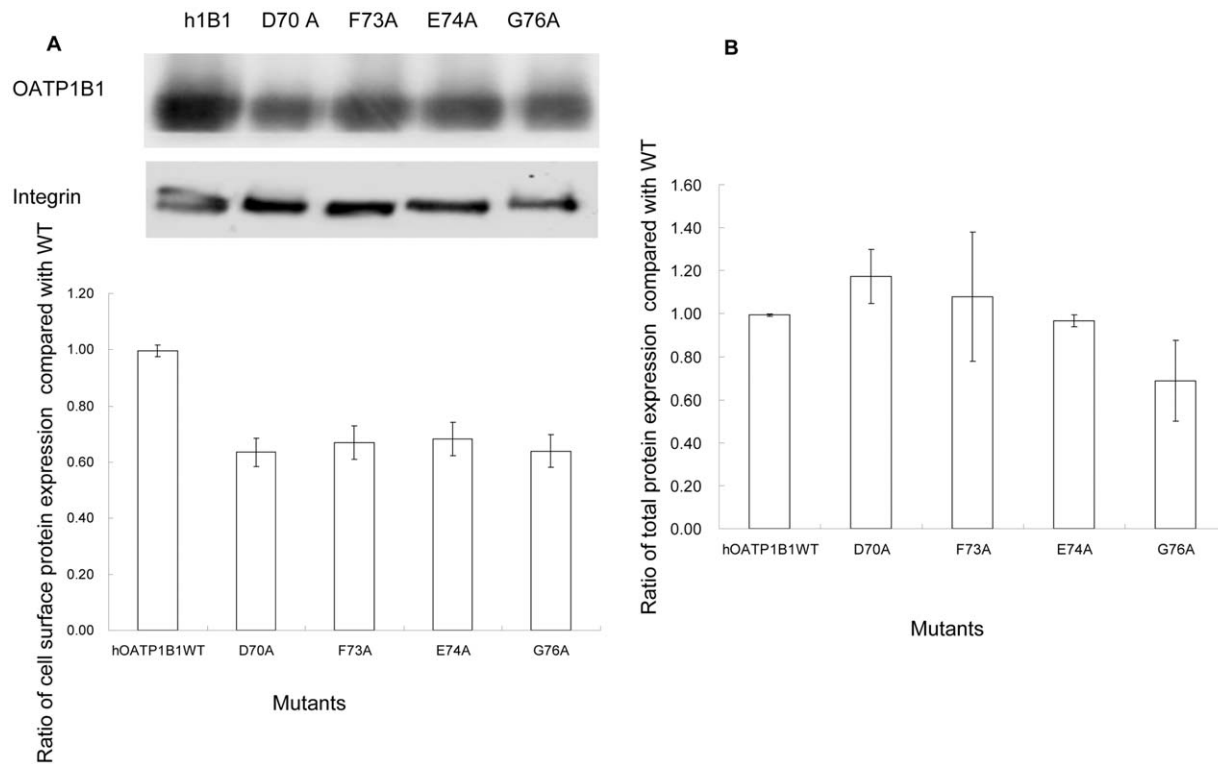 h1B1 D70 A F73A E74A G76A
A
OATP1B1
Integrin
Ratio of cell surface protein expression compared with WT
1.20
1.00
0.80
0.60
0.40
0.20
0.00
hOATP1B1WT D70A F73A E74A G76A
Mutants
B
Ratio of total protein expression compared with WT
1.60
1.40
1.20
1.00
0.80
0.60
0.40
0.20
0.00
hOATP1B1WT D70A F73A E74A G76A
Mutants